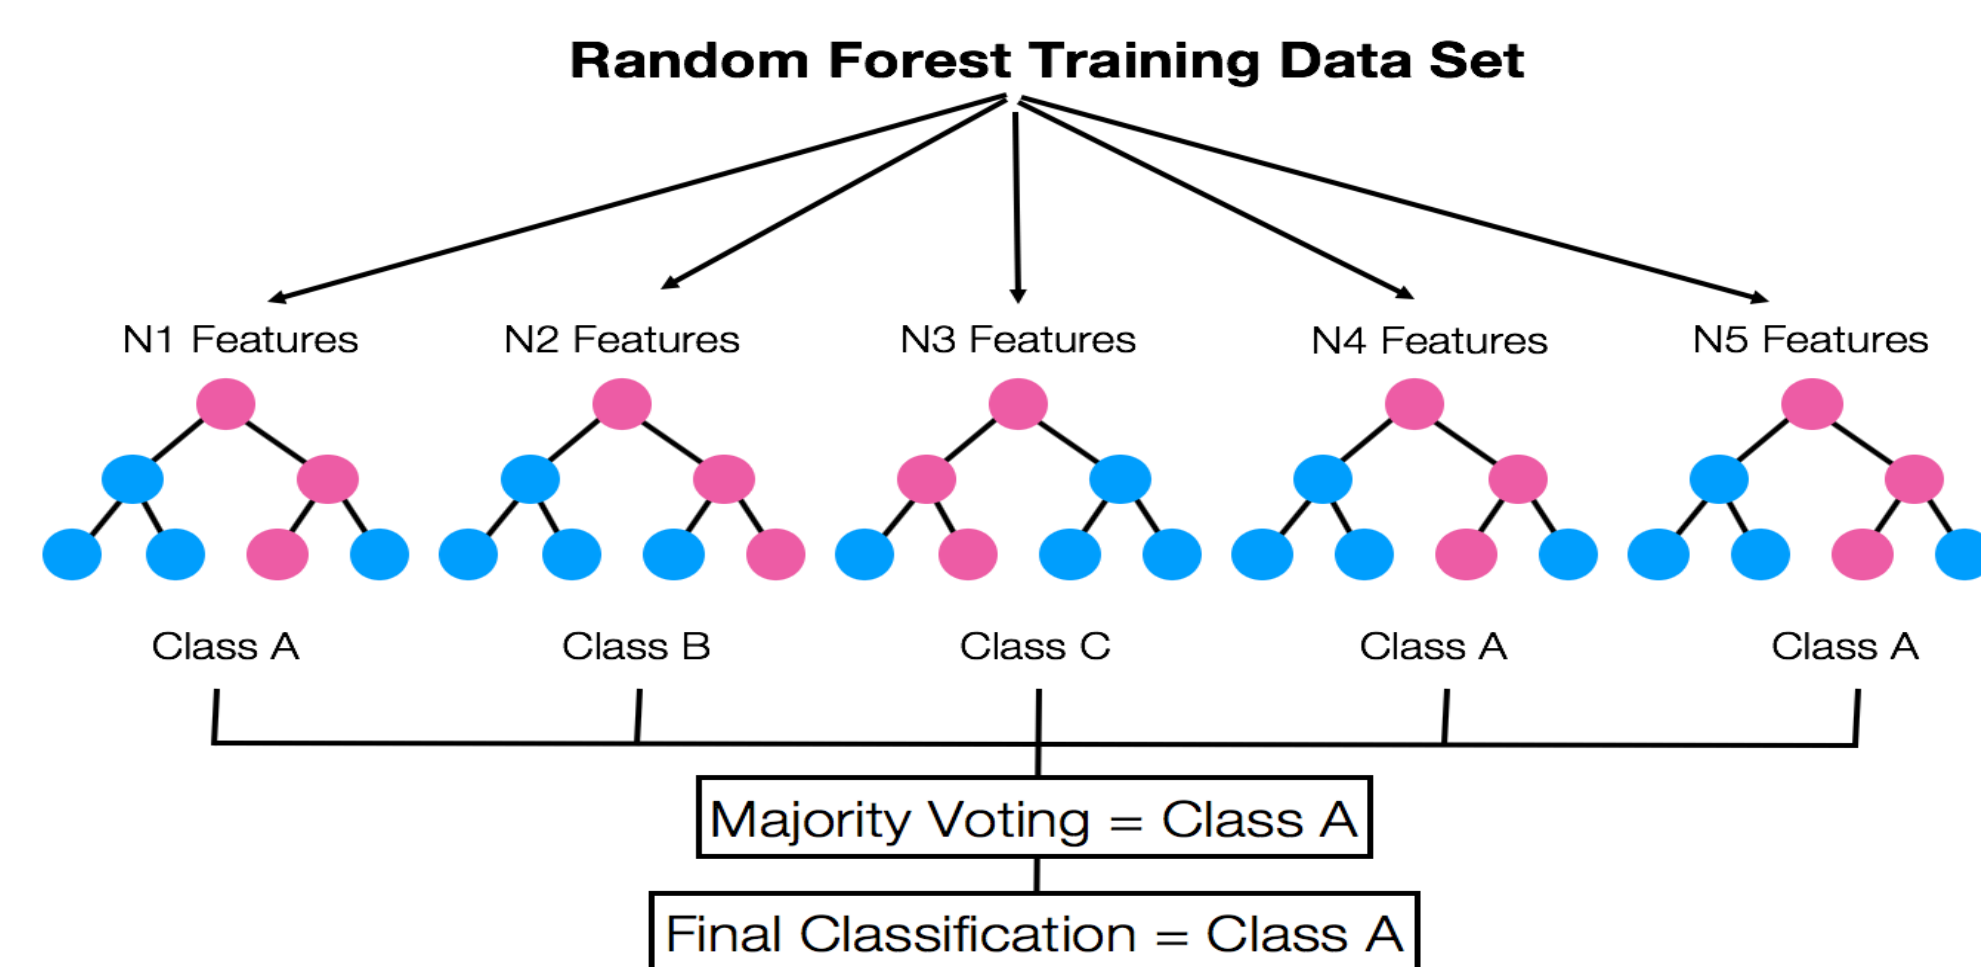 Random Forest Training Data Set
N1 Features
N2 Features
N3 Features
N4 Features
N5 Features
Class A
Class B
Class C
Class A
Class A
Majority Voting = Class A
Final Classification = Class A